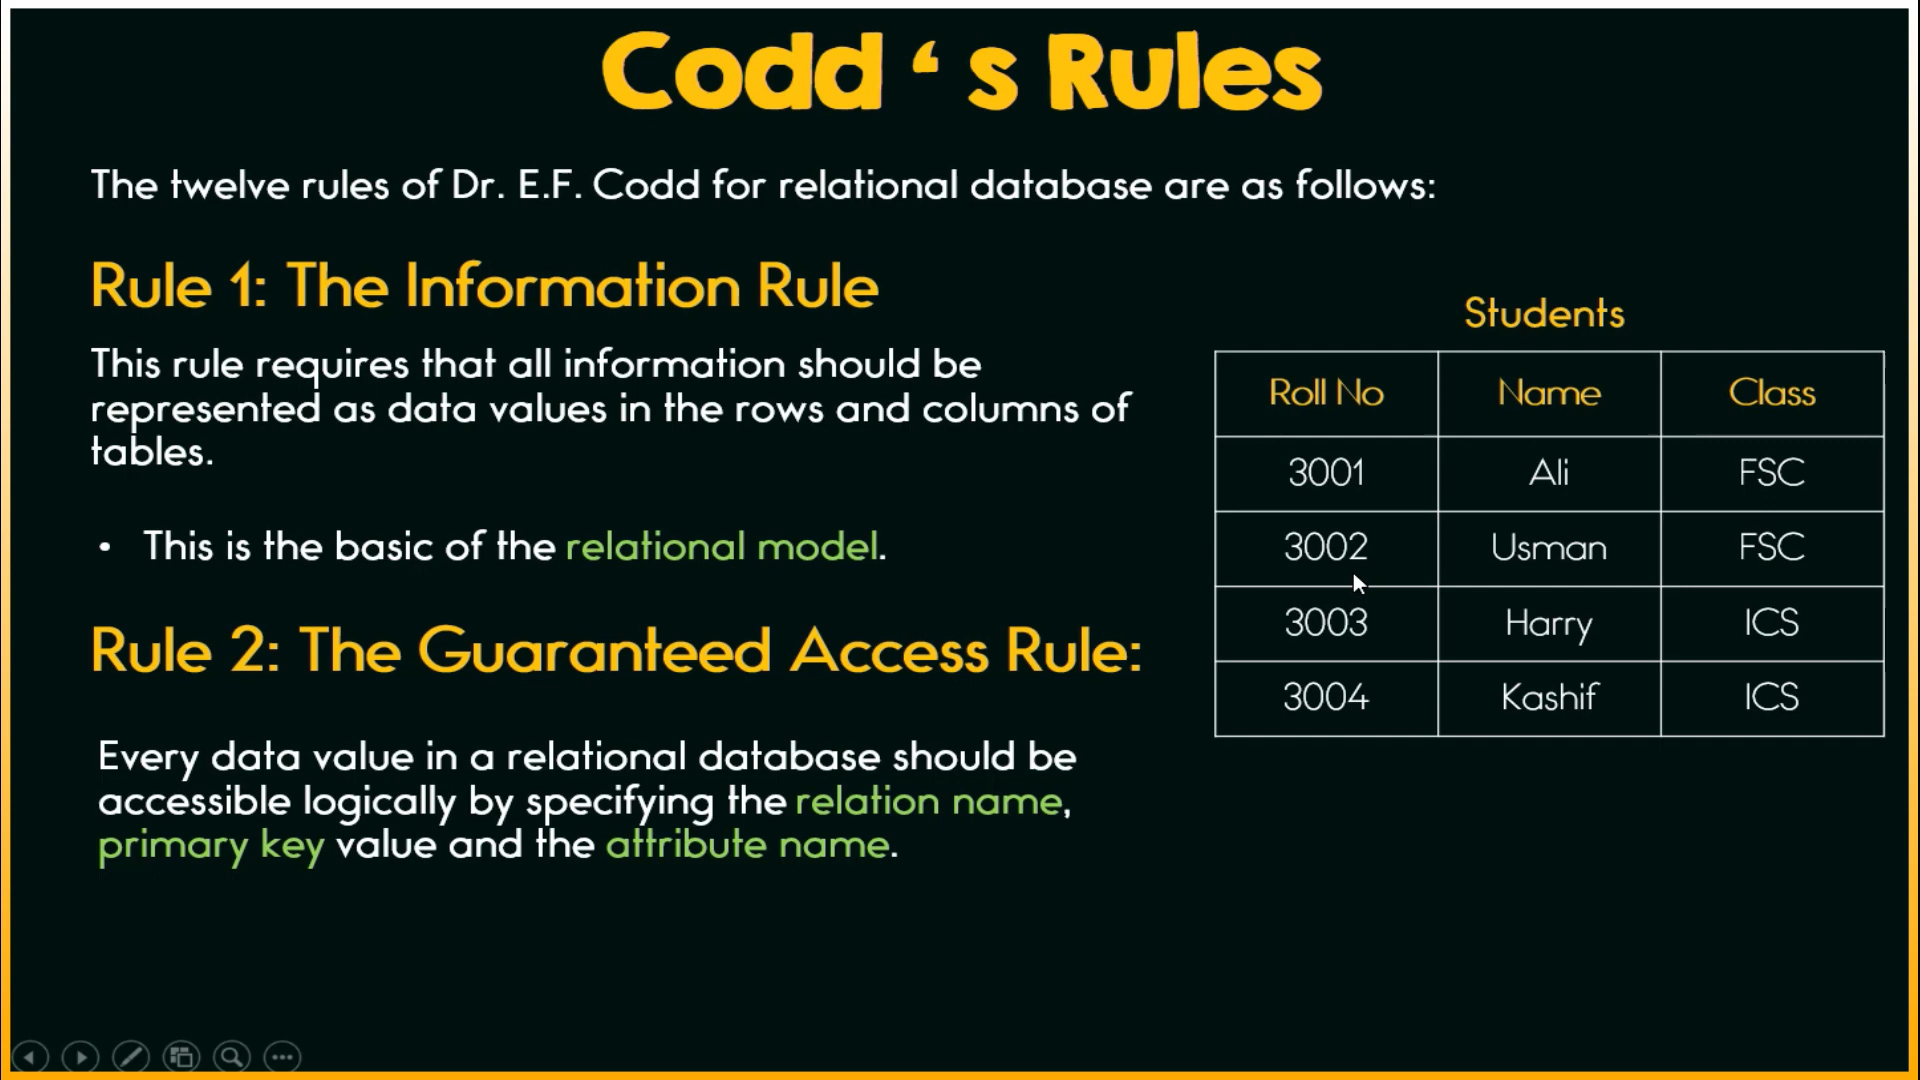 Codd ‘ s Rules
The twelve rules of Dr. E.F. Codd for relational database are as follows:
Rule 1: The Information Rule
This rule requires that all information should be
represented as data values in the rows and columns of
tables.
• This is the basic of the relational model.
Rule 2: The Guaranteed Access Rule:
Every data value in a relational database should be
accessible logically by specifying the relation name,
primary key value and the attribute name.
Students
Roll No Name Class
3001 Ali FSC
3002 Usman FSC
3003 Harry ICS
3004 Kashif ICS